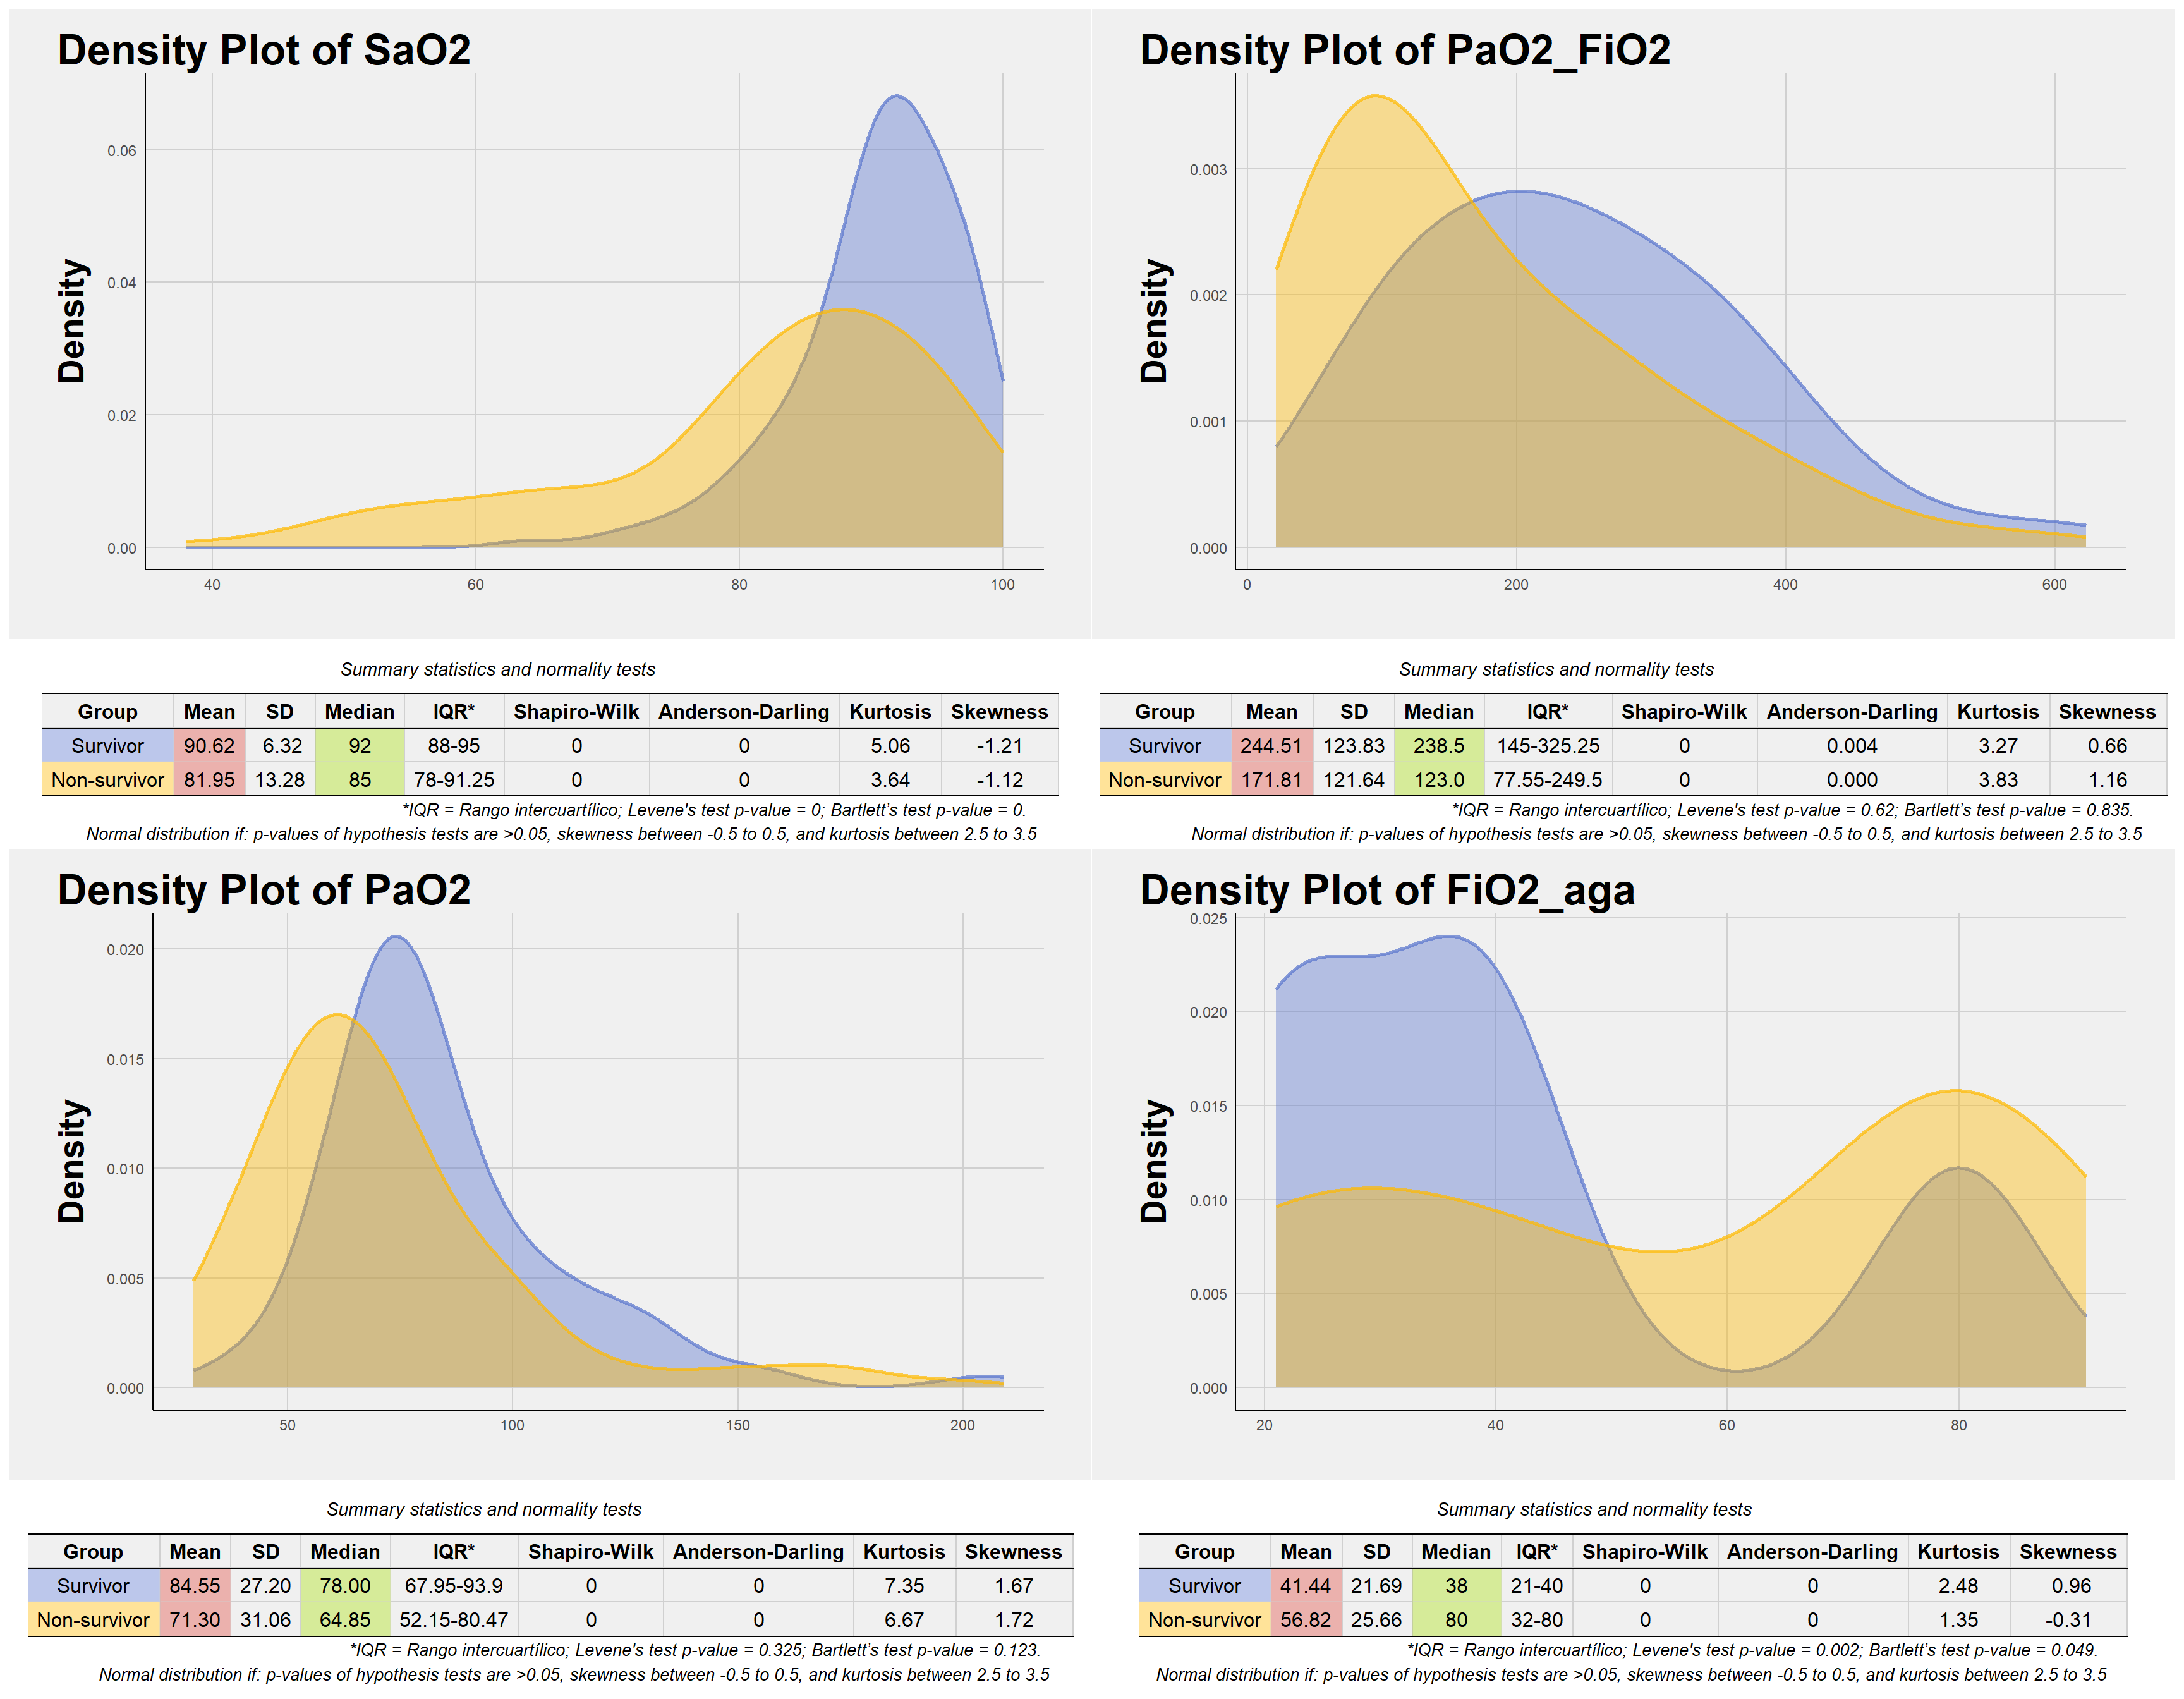 Density Plot of SaO2
Density
0.06
0.04
0.02
0.00
40 60 80 100
Summary statistics and normality tests
Group Mean SD Median IQR* Shapiro-Wilk Anderson-Darling Kurtosis Skewness
Survivor 90.62 6.32 92 88-95 0 0 5.06 -1.21
Non-survivor 81.95 13.28 85 78-91.25 0 0 3.64 -1.12
*IQR = Rango intercuartílico; Levene's test p-value = 0; Bartlett's test p-value = 0.
Normal distribution if: p-values of hypothesis tests are >0.05, skewness between -0.5 to 0.5, and kurtosis between 2.5 to 3.5
Density Plot of PaO2_FiO2
Density
0.003
0.002
0.001
0.000
0 200 400 600
Summary statistics and normality tests
Group Mean SD Median IQR* Shapiro-Wilk Anderson-Darling Kurtosis Skewness
Survivor 244.51 123.83 238.5 145-325.25 0 0.004 3.27 0.66
Non-survivor 171.81 121.64 123.0 77.55-249.5 0 0.000 3.83 1.16
*IQR = Rango intercuartílico; Levene's test p-value = 0.62; Bartlett's test p-value = 0.835.
Normal distribution if: p-values of hypothesis tests are >0.05, skewness between -0.5 to 0.5, and kurtosis between 2.5 to 3.5
Density Plot of PaO2
Density
0.020
0.015
0.010
0.005
0.000
50 100 150 200
Summary statistics and normality tests
Group Mean SD Median IQR* Shapiro-Wilk Anderson-Darling Kurtosis Skewness
Survivor 84.55 27.20 78.00 67.95-93.9 0 0 7.35 1.67
Non-survivor 71.30 31.06 64.85 52.15-80.47 0 0 6.67 1.72
*IQR = Rango intercuartílico; Levene's test p-value = 0.325; Bartlett's test p-value = 0.123.
Normal distribution if: p-values of hypothesis tests are >0.05, skewness between -0.5 to 0.5, and kurtosis between 2.5 to 3.5
Density Plot of FiO2_aga
Density
0.025
0.020
0.015
0.010
0.005
0.000
20 40 60 80
Summary statistics and normality tests
Group Mean SD Median IQR* Shapiro-Wilk Anderson-Darling Kurtosis Skewness
Survivor 41.44 21.69 38 21-40 0 0 2.48 0.96
Non-survivor 56.82 25.66 80 32-80 0 0 1.35 -0.31
*IQR = Rango intercuartílico; Levene's test p-value = 0.002; Bartlett's test p-value = 0.049.
Normal distribution if: p-values of hypothesis tests are >0.05, skewness between -0.5 to 0.5, and kurtosis between 2.5 to 3.5